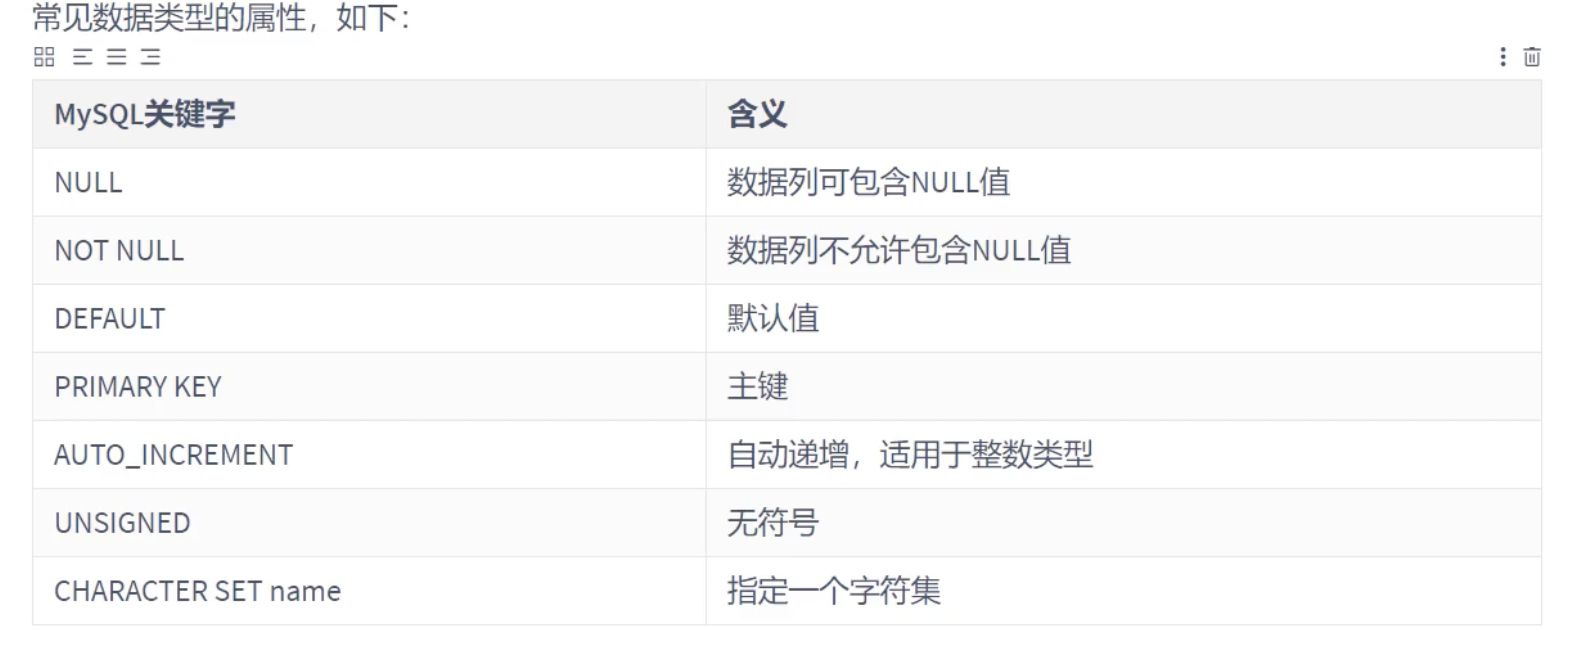 常见数据类型的属性，如下：
MySQL关键字 含义
NULL 数据列可包含NULL值
NOT NULL 数据列不允许包含NULL值
DEFAULT 默认值
PRIMARY KEY 主键
AUTO_INCREMENT 自动递增，适用于整数类型
UNSIGNED 无符号
CHARACTER SET name 指定一个字符集